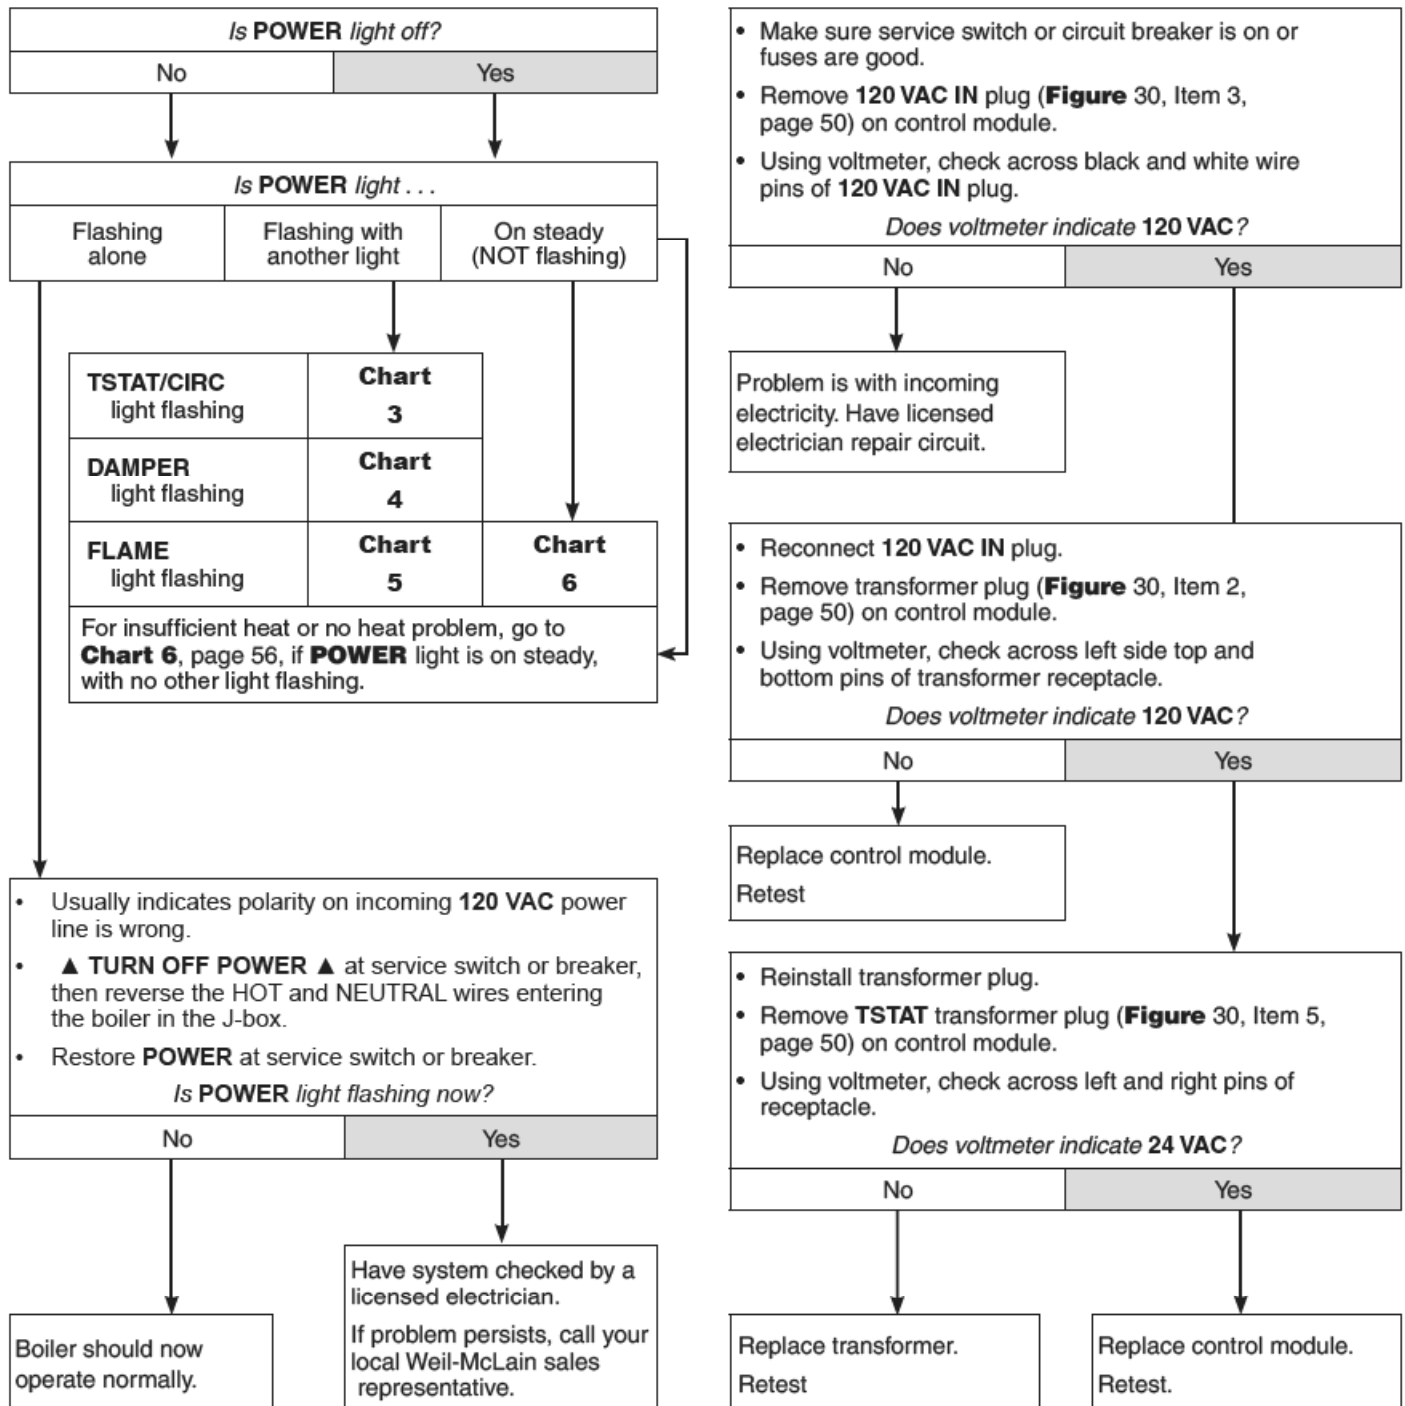 Is POWER light off?
No
Yes
Is POWER light . . .
Flashing
alone
Flashing with
another light
On steady
(NOT flashing)
TSTAT/CIRC
light flashing
Chart
3
DAMPER
light flashing
Chart
4
FLAME
light flashing
Chart
5
Chart
6
For insufficient heat or no heat problem, go to
Chart 6, page 56, if POWER light is on steady,
with no other light flashing.
• Usually indicates polarity on incoming 120 VAC power
line is wrong.
• ▲ TURN OFF POWER ▲ at service switch or breaker,
then reverse the HOT and NEUTRAL wires entering
the boiler in the J-box.
• Restore POWER at service switch or breaker.
Is POWER light flashing now?
No
Yes
Boiler should now
operate normally.
Have system checked by a
licensed electrician.
If problem persists, call your
local Weil-McLain sales
representative.
• Make sure service switch or circuit breaker is on or
fuses are good.
• Remove 120 VAC IN plug (Figure 30, Item 3,
page 50) on control module.
• Using voltmeter, check across black and white wire
pins of 120 VAC IN plug.
Does voltmeter indicate 120 VAC?
No
Yes
Problem is with incoming
electricity. Have licensed
electrician repair circuit.
• Reconnect 120 VAC IN plug.
• Remove transformer plug (Figure 30, Item 2,
page 50) on control module.
• Using voltmeter, check across left side top and
bottom pins of transformer receptacle.
Does voltmeter indicate 120 VAC?
No
Yes
Replace control module.
Retest
• Reinstall transformer plug.
• Remove TSTAT transformer plug (Figure 30, Item 5,
page 50) on control module.
• Using voltmeter, check across left and right pins of
receptacle.
Does voltmeter indicate 24 VAC?
No
Yes
Replace transformer.
Retest
Replace control module.
Retest.